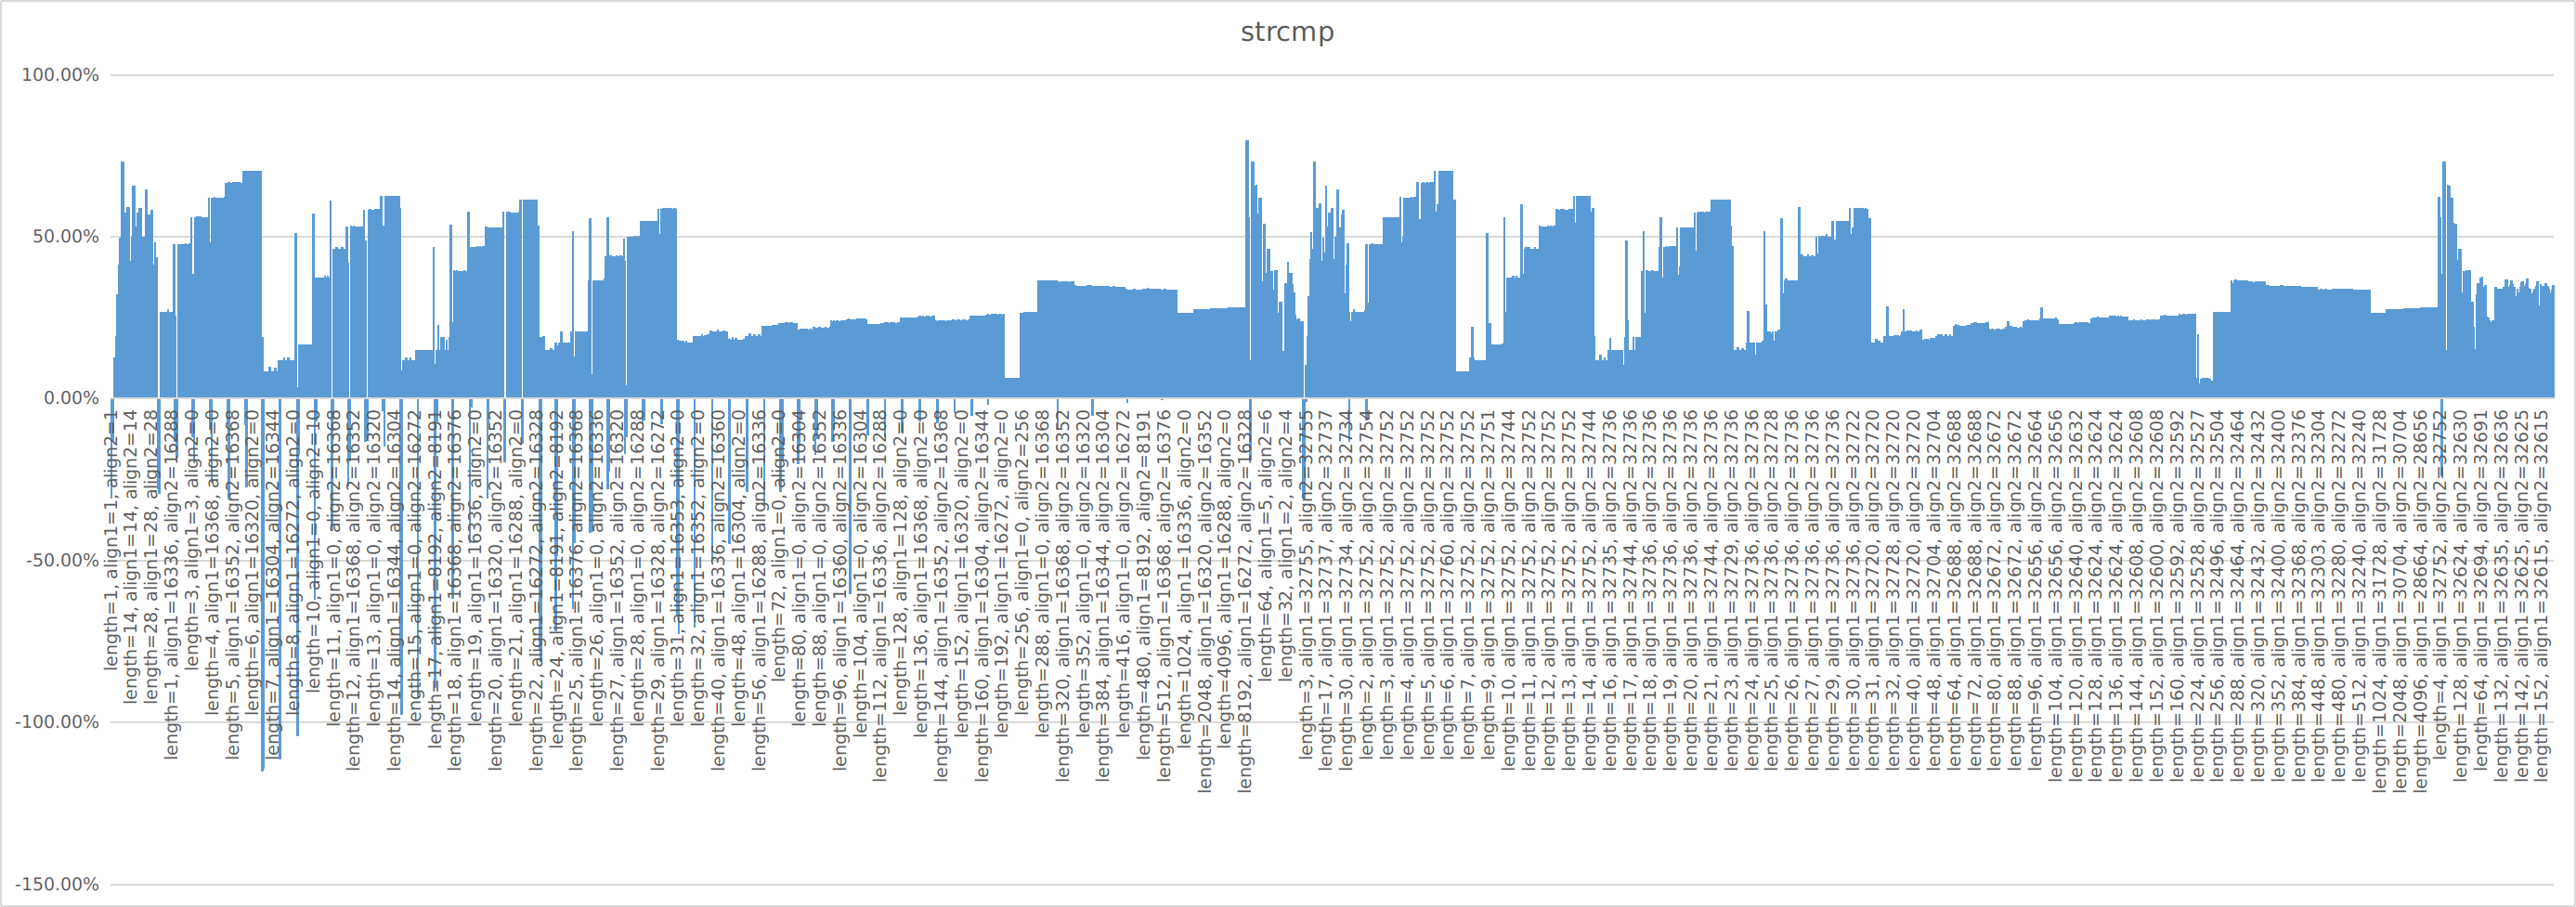 strcmp
100.00%
50.00%
0.00%
-50.00%
-100.00%
-150.00%
length=1, align1=1, align2=1
length=14, align1=14, align2=14
length=28, align1=28, align2=28
length=1, align1=16336, align2=16288
length=3, align1=3, align2=0
length=4, align1=16368, align2=0
length=5, align1=16352, align2=16368
length=6, align1=16320, align2=0
length=7, align1=16304, align2=16344
length=8, align1=16272, align2=0
length=10, align1=0, align2=10
length=11, align1=0, align2=16368
length=12, align1=16368, align2=16352
length=13, align1=0, align2=16320
length=14, align1=16344, align2=16304
length=15, align1=0, align2=16272
length=17, align1=8192, align2=8191
length=18, align1=16368, align2=16376
length=19, align1=16336, align2=0
length=20, align1=16320, align2=16352
length=21, align1=16288, align2=0
length=22, align1=16272, align2=16328
length=24, align1=8191, align2=8192
length=25, align1=16376, align2=16368
length=26, align1=0, align2=16336
length=27, align1=16352, align2=16320
length=28, align1=0, align2=16288
length=29, align1=16328, align2=16272
length=31, align1=16353, align2=0
length=32, align1=16352, align2=0
length=40, align1=16336, align2=16360
length=48, align1=16304, align2=0
length=56, align1=16288, align2=16336
length=72, align1=0, align2=0
length=80, align1=0, align2=16304
length=88, align1=0, align2=16352
length=96, align1=16360, align2=16336
length=104, align1=0, align2=16304
length=112, align1=16336, align2=16288
length=128, align1=128, align2=0
length=136, align1=16368, align2=0
length=144, align1=16352, align2=16368
length=152, align1=16320, align2=0
length=160, align1=16304, align2=16344
length=192, align1=16272, align2=0
length=256, align1=0, align2=256
length=288, align1=0, align2=16368
length=320, align1=16368, align2=16352
length=352, align1=0, align2=16320
length=384, align1=16344, align2=16304
length=416, align1=0, align2=16272
length=480, align1=8192, align2=8191
length=512, align1=16368, align2=16376
length=1024, align1=16336, align2=0
length=2048, align1=16320, align2=16352
length=4096, align1=16288, align2=0
length=8192, align1=16272, align2=16328
length=64, align1=5, align2=6
length=32, align1=2, align2=4
length=3, align1=32755, align2=32755
length=17, align1=32737, align2=32737
length=30, align1=32734, align2=32734
length=2, align1=32752, align2=32754
length=3, align1=32752, align2=32752
length=4, align1=32752, align2=32752
length=5, align1=32752, align2=32752
length=6, align1=32760, align2=32752
length=7, align1=32752, align2=32752
length=9, align1=32752, align2=32751
length=10, align1=32752, align2=32744
length=11, align1=32752, align2=32752
length=12, align1=32752, align2=32752
length=13, align1=32752, align2=32752
length=14, align1=32752, align2=32744
length=16, align1=32735, align2=32736
length=17, align1=32744, align2=32736
length=18, align1=32736, align2=32736
length=19, align1=32736, align2=32736
length=20, align1=32736, align2=32736
length=21, align1=32744, align2=32736
length=23, align1=32736, align2=32729
length=24, align1=32736, align2=32736
length=25, align1=32736, align2=32728
length=26, align1=32736, align2=32736
length=27, align1=32736, align2=32736
length=29, align1=32736, align2=32736
length=30, align1=32736, align2=32722
length=31, align1=32720, align2=32720
length=32, align1=32728, align2=32720
length=40, align1=32720, align2=32720
length=48, align1=32704, align2=32704
length=64, align1=32688, align2=32688
length=72, align1=32688, align2=32688
length=80, align1=32672, align2=32672
length=88, align1=32672, align2=32672
length=96, align1=32656, align2=32664
length=104, align1=32656, align2=32656
length=120, align1=32640, align2=32632
length=128, align1=32624, align2=32624
length=136, align1=32624, align2=32624
length=144, align1=32608, align2=32608
length=152, align1=32600, align2=32608
length=160, align1=32592, align2=32592
length=224, align1=32528, align2=32527
length=256, align1=32496, align2=32504
length=288, align1=32464, align2=32464
length=320, align1=32432, align2=32432
length=352, align1=32400, align2=32400
length=384, align1=32368, align2=32376
length=448, align1=32303, align2=32304
length=480, align1=32280, align2=32272
length=512, align1=32240, align2=32240
length=1024, align1=31728, align2=31728
length=2048, align1=30704, align2=30704
length=4096, align1=28664, align2=28656
length=4, align1=32752, align2=32752
length=128, align1=32624, align2=32630
length=64, align1=32694, align2=32691
length=132, align1=32635, align2=32636
length=142, align1=32625, align2=32625
length=152, align1=32615, align2=32615